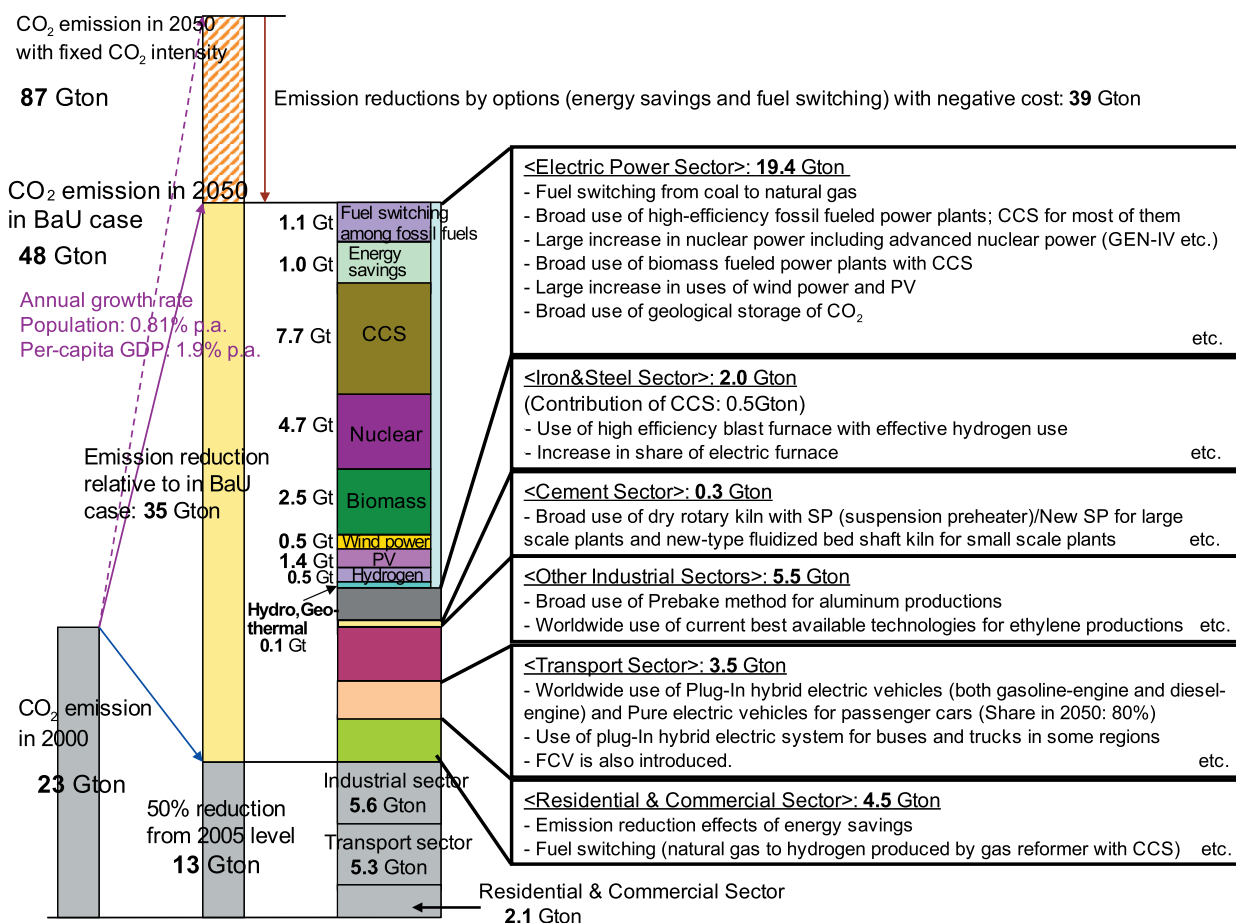 CO2 emission in 2050
with fixed CO2 intensity
87 Gton
Emission reductions by options (energy savings and fuel switching) with negative cost: 39 Gton
CO2 emission in 2050
in BaU case
48 Gton
Annual growth rate
Population: 0.81% p.a.
Per-capita GDP: 1.9% p.a.
Emission reduction
relative to in BaU
case: 35 Gton
CO2 emission
in 2000
23 Gton
50% reduction
from 2005 level
13 Gton
1.1 Gt
Fuel switching
among fossil fuels
1.0 Gt
Energy
savings
7.7 Gt
CCS
4.7 Gt
Nuclear
2.5 Gt
Biomass
0.5 Gt
Wind power
1.4 Gt
PV
0.5 Gt
Hydrogen
Hydro,Geo-
thermal
0.1 Gt
Industrial sector
5.6 Gton
Transport sector
5.3 Gton
Residential & Commercial Sector
2.1 Gton
<Electric Power Sector>: 19.4 Gton
- Fuel switching from coal to natural gas
- Broad use of high-efficiency fossil fueled power plants; CCS for most of them
- Large increase in nuclear power including advanced nuclear power (GEN-IV etc.)
- Broad use of biomass fueled power plants with CCS
- Large increase in uses of wind power and PV
- Broad use of geological storage of CO2
etc.
<Iron&Steel Sector>: 2.0 Gton
(Contribution of CCS: 0.5Gton)
- Use of high efficiency blast furnace with effective hydrogen use
- Increase in share of electric furnace etc.
<Cement Sector>: 0.3 Gton
- Broad use of dry rotary kiln with SP (suspension preheater)/New SP for large
scale plants and new-type fluidized bed shaft kiln for small scale plants etc.
<Other Industrial Sectors>: 5.5 Gton
- Broad use of Prebake method for aluminum productions
- Worldwide use of current best available technologies for ethylene productions etc.
<Transport Sector>: 3.5 Gton
- Worldwide use of Plug-In hybrid electric vehicles (both gasoline-engine and diesel-
engine) and Pure electric vehicles for passenger cars (Share in 2050: 80%)
- Use of plug-In hybrid electric system for buses and trucks in some regions
- FCV is also introduced. etc.
<Residential & Commercial Sector>: 4.5 Gton
- Emission reduction effects of energy savings
- Fuel switching (natural gas to hydrogen produced by gas reformer with CCS) etc.